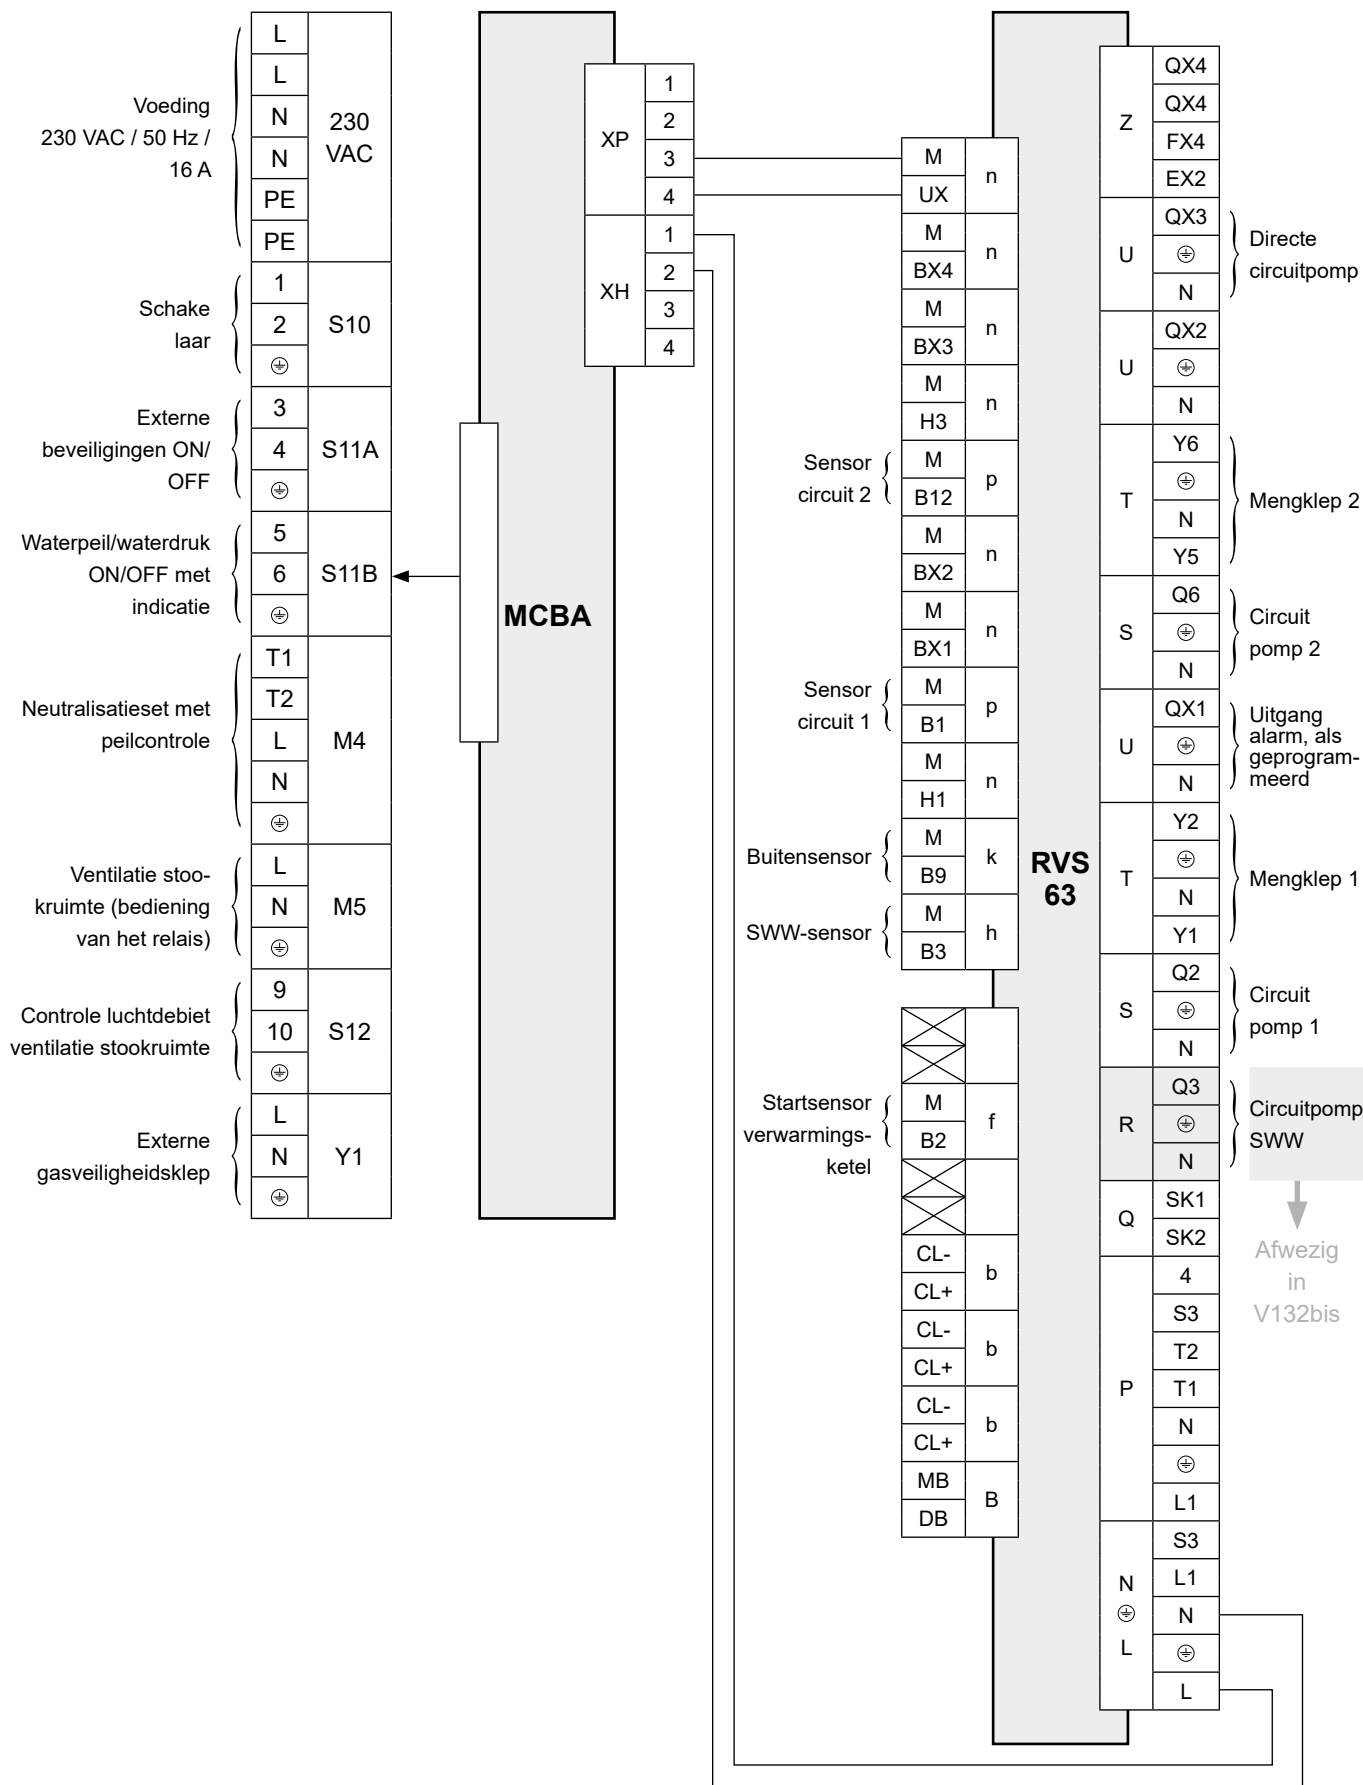 Voeding
230 VAC / 50 Hz /
16 A
L
L
N
N
PE
PE
230
VAC
Schake
laar
1
2
⏚
S10
Externe
beveiligingen ON/
OFF
3
4
⏚
S11A
Waterpeil/waterdruk
ON/OFF met
indicatie
5
6
⏚
S11B
Neutralisatieset met
peilcontrole
T1
T2
L
N
⏚
M4
Ventilatie stoo-
kruimte (bediening
van het relais)
L
N
⏚
M5
Controle luchtdebiet
ventilatie stookruimte
9
10
⏚
S12
Externe
gasveiligheidsklep
L
N
⏚
Y1
MCBA
XP
1
2
3
4
XH
1
2
3
4
M
UX
n
M
BX4
n
M
BX3
n
M
H3
n
Sensor
circuit 2
M
B12
p
M
BX2
n
M
BX1
n
Sensor
circuit 1
M
B1
p
M
H1
n
Buitensensor
M
B9
k
SWW-sensor
M
B3
h
Startsensor
verwarmings-
ketel
M
B2
f
CL-
CL+
b
CL-
CL+
b
CL-
CL+
b
MB
DB
B
RVS
63
Z
QX4
QX4
FX4
EX2
U
QX3
⏚
N
Directe
circuitpomp
U
QX2
⏚
N
T
Y6
⏚
N
Y5
Mengklep 2
S
Q6
⏚
N
Circuit
pomp 2
U
QX1
⏚
N
Uitgang
alarm, als
geprogram-
meerd
T
Y2
⏚
N
Y1
Mengklep 1
S
Q2
⏚
N
Circuit
pomp 1
R
Q3
⏚
N
Circuitpomp
SWW
Afwezig
in
V132bis
Q
SK1
SK2
P
4
S3
T2
T1
N
⏚
L1
N
⏚
L
S3
L1
N
⏚
L